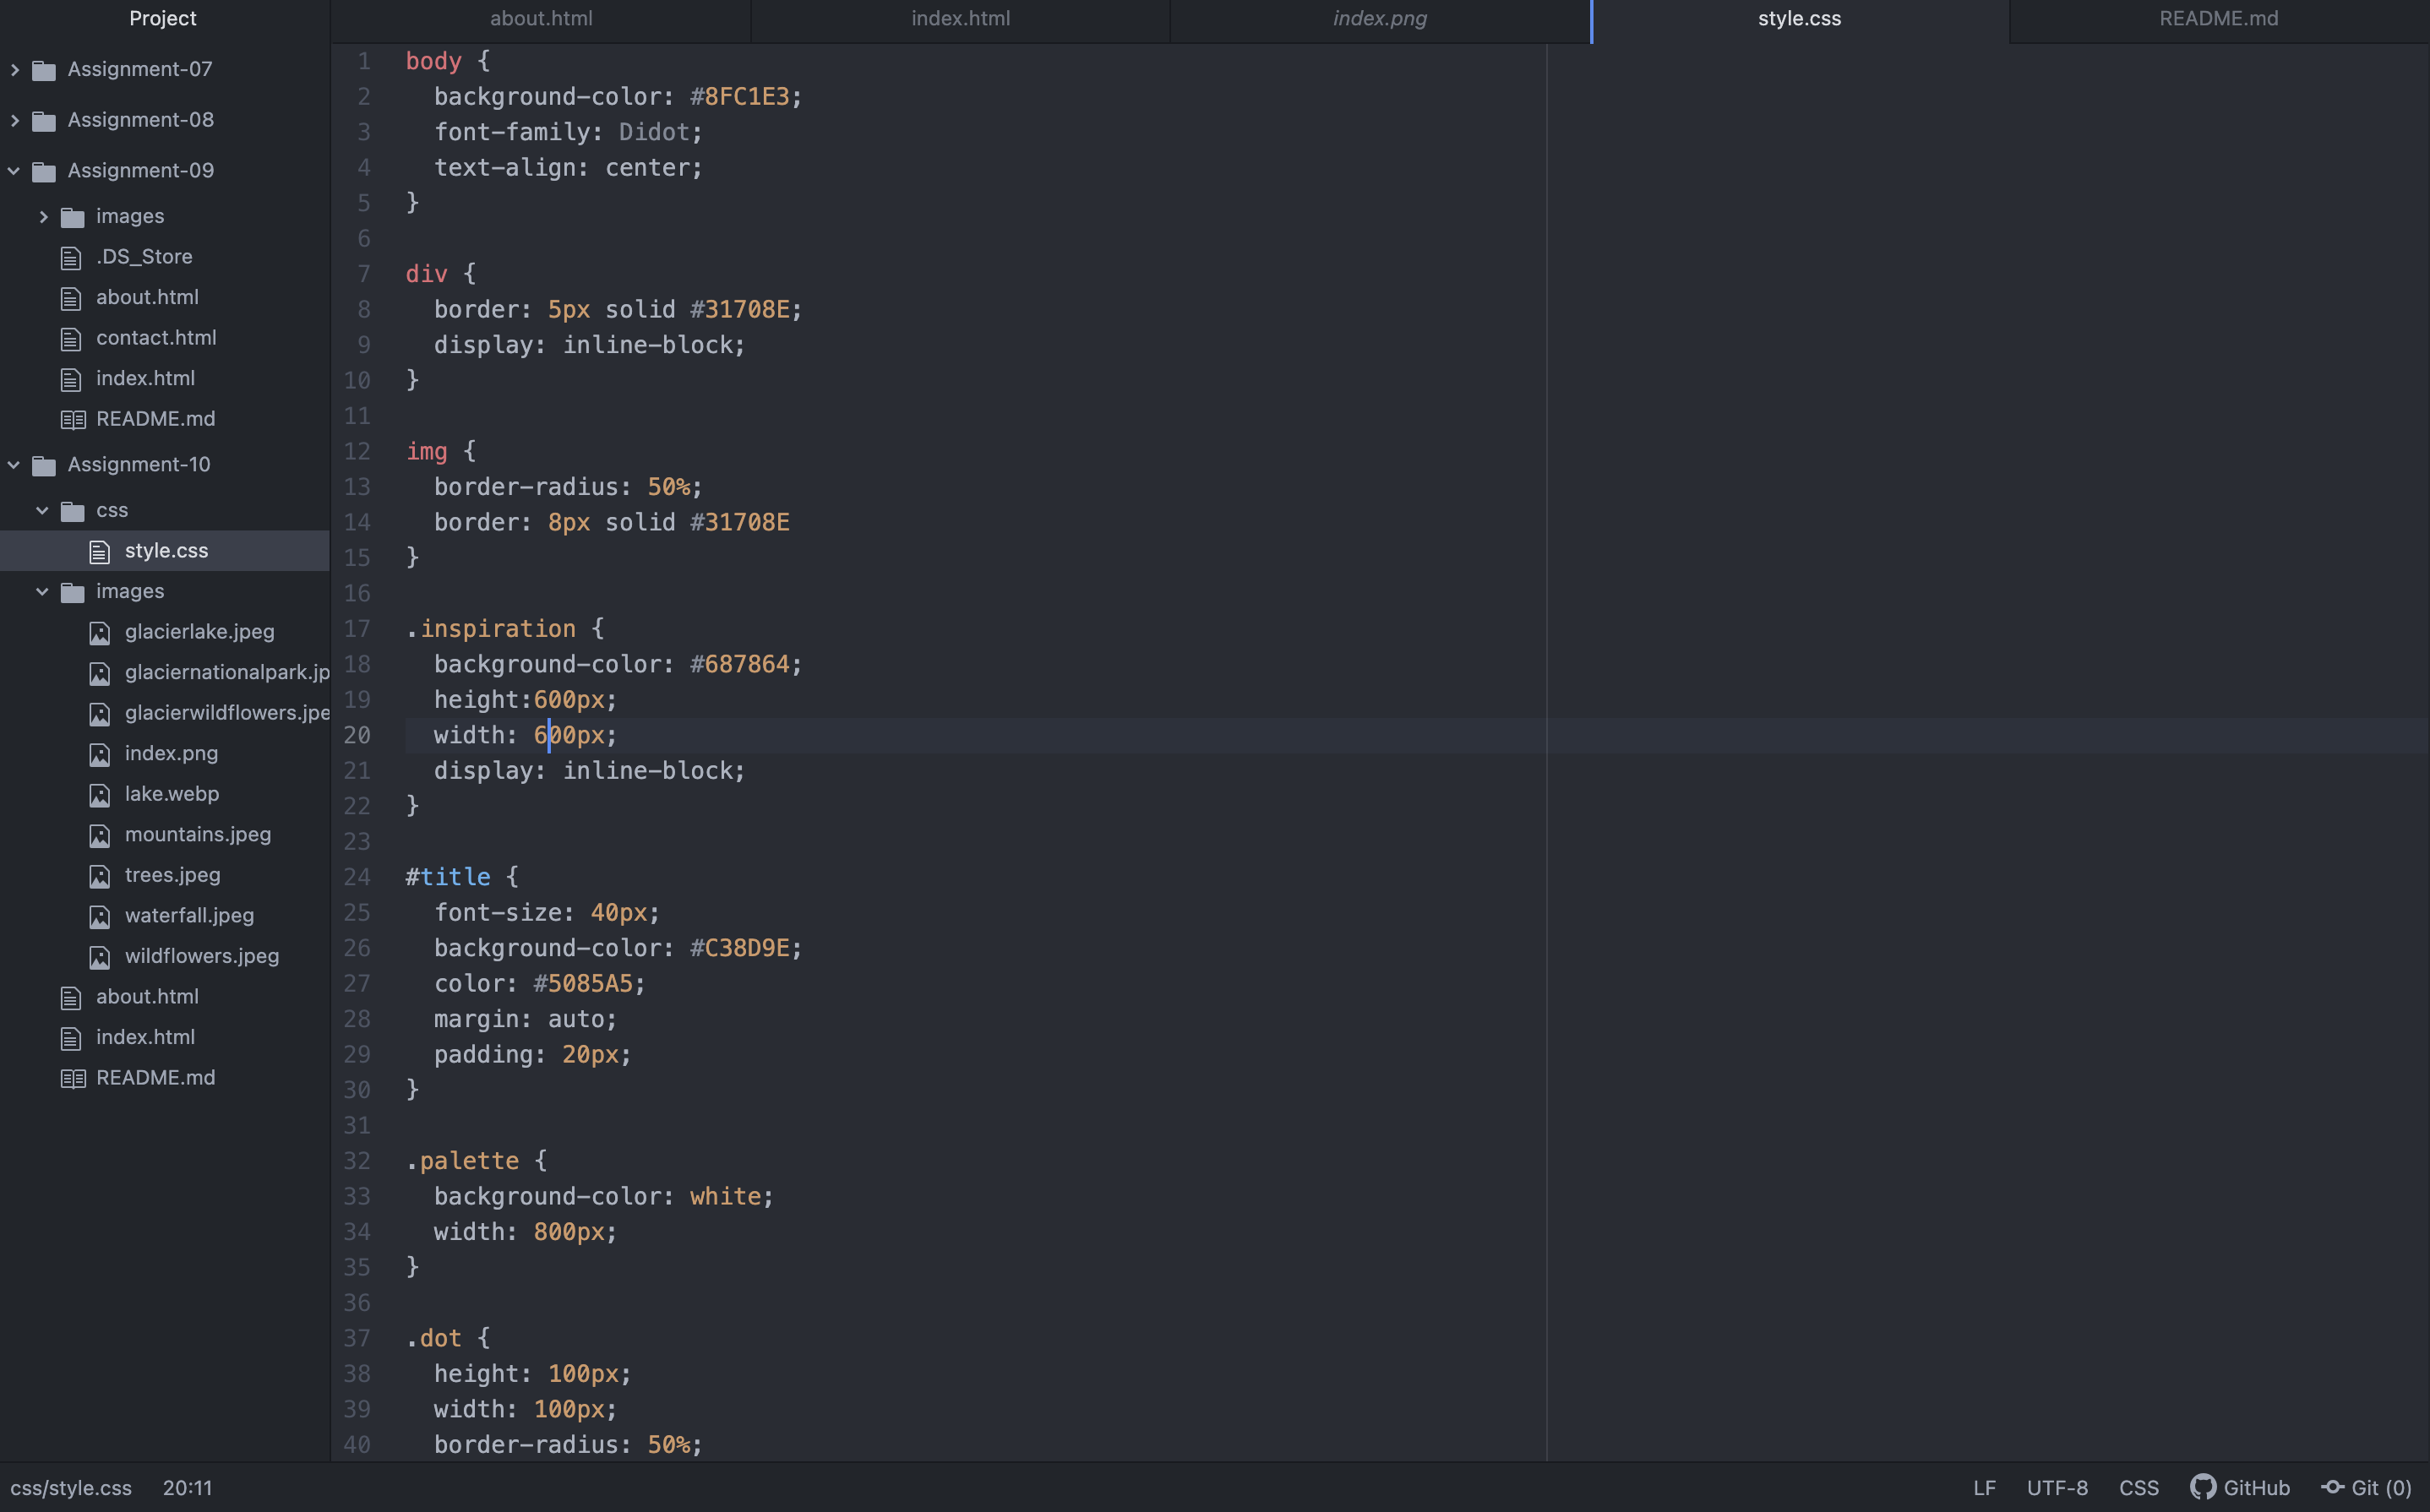 Project
about.html
index.html
index.png
style.css
README.md
Assignment-07
Assignment-08
Assignment-09
images
.DS_Store
about.html
contact.html
index.html
README.md
Assignment-10
css
style.css
images
glacierlake.jpeg
glaciernationalpark.jp
glacierwildflowers.jpe
index.png
lake.webp
mountains.jpeg
trees.jpeg
waterfall.jpeg
wildflowers.jpeg
about.html
index.html
README.md
1 body {
2   background-color: #8FC1E3;
3   font-family: Didot;
4   text-align: center;
5 }
6
7 div {
8   border: 5px solid #31708E;
9   display: inline-block;
10 }
11
12 img {
13   border-radius: 50%;
14   border: 8px solid #31708E
15 }
16
17 .inspiration {
18   background-color: #687864;
19   height:600px;
20   width: 600px;
21   display: inline-block;
22 }
23
24 #title {
25   font-size: 40px;
26   background-color: #C38D9E;
27   color: #5085A5;
28   margin: auto;
29   padding: 20px;
30 }
31
32 .palette {
33   background-color: white;
34   width: 800px;
35 }
36
37 .dot {
38   height: 100px;
39   width: 100px;
40   border-radius: 50%;
css/style.css 20:11 LF UTF-8 CSS GitHub Git (0)